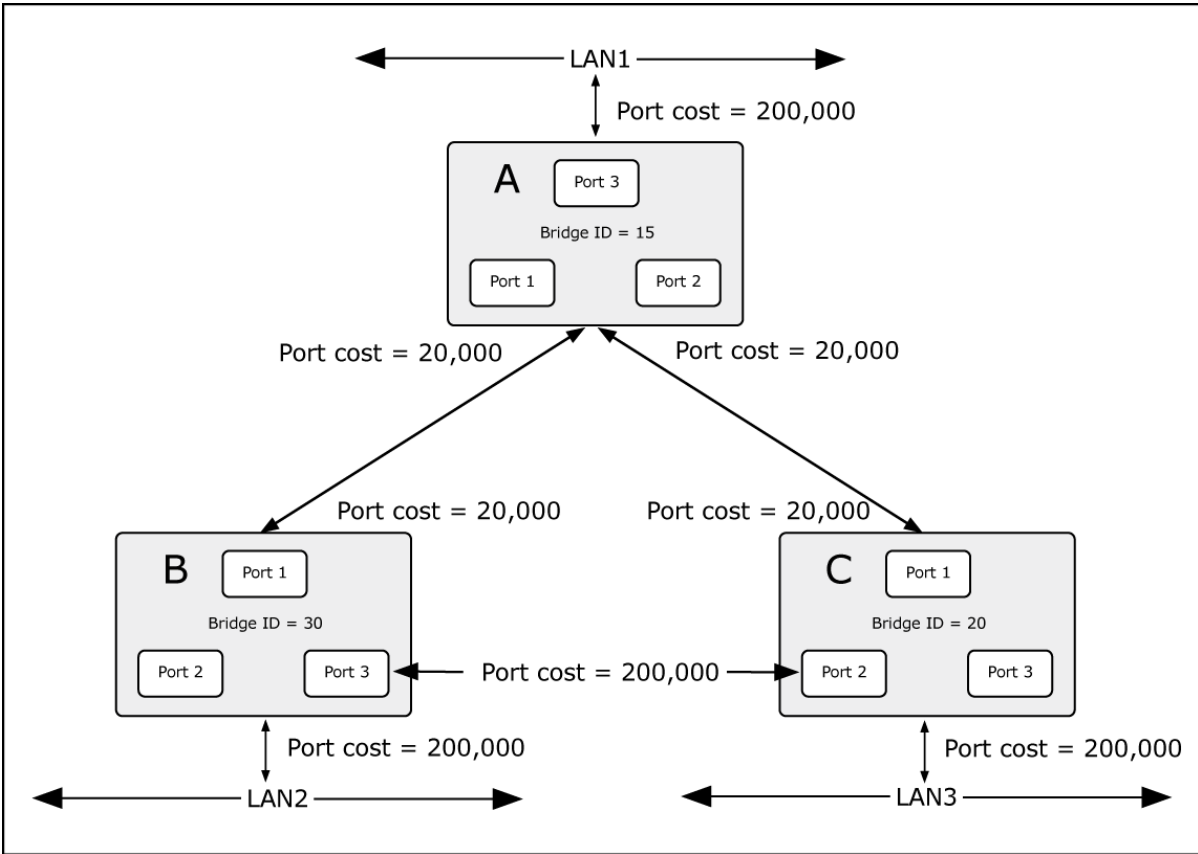 LAN1
Port cost = 200,000
A
Port 3
Bridge ID = 15
Port 1
Port 2
Port cost = 20,000
Port cost = 20,000
Port cost = 20,000
Port cost = 20,000
B
Port 1
Bridge ID = 30
Port 2
Port 3
C
Port 1
Bridge ID = 20
Port 2
Port 3
Port cost = 200,000
Port cost = 200,000
LAN2
Port cost = 200,000
LAN3